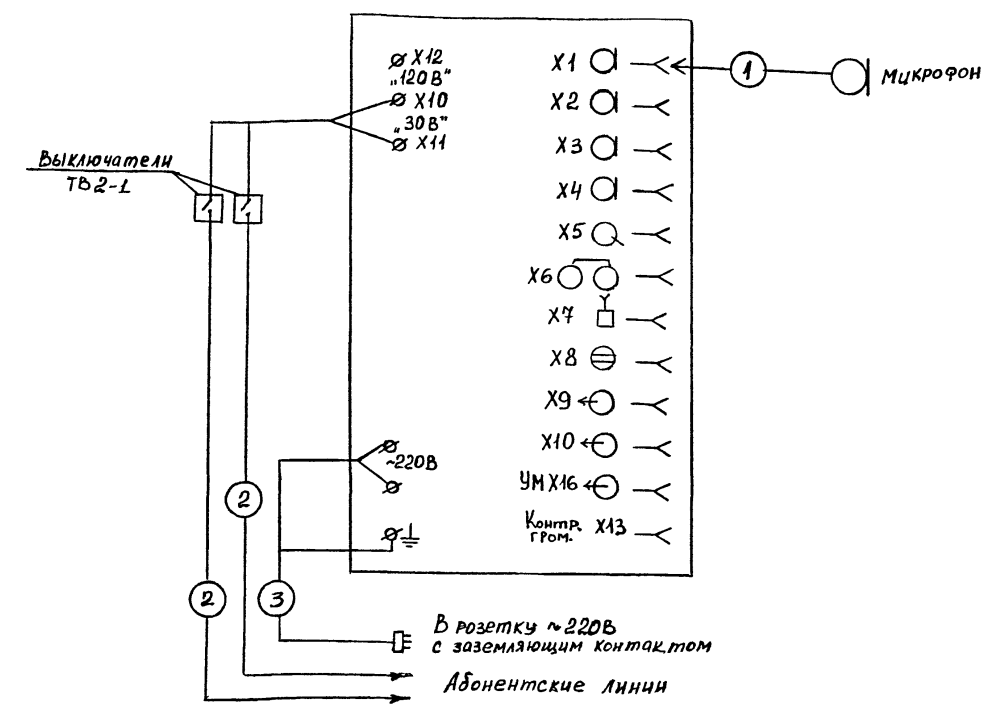 X12
„120В"
X10
„30В"
X11
Выключатели
ТВ2-1
X1
1
Микрофон
X2
X3
X4
X5
X6
X7
X8
X9
X10
УМ X16
Контр.
гром.
X13
~220В
2
2
3
В розетку ~220В
с заземляющим контактом
Абонентские линии